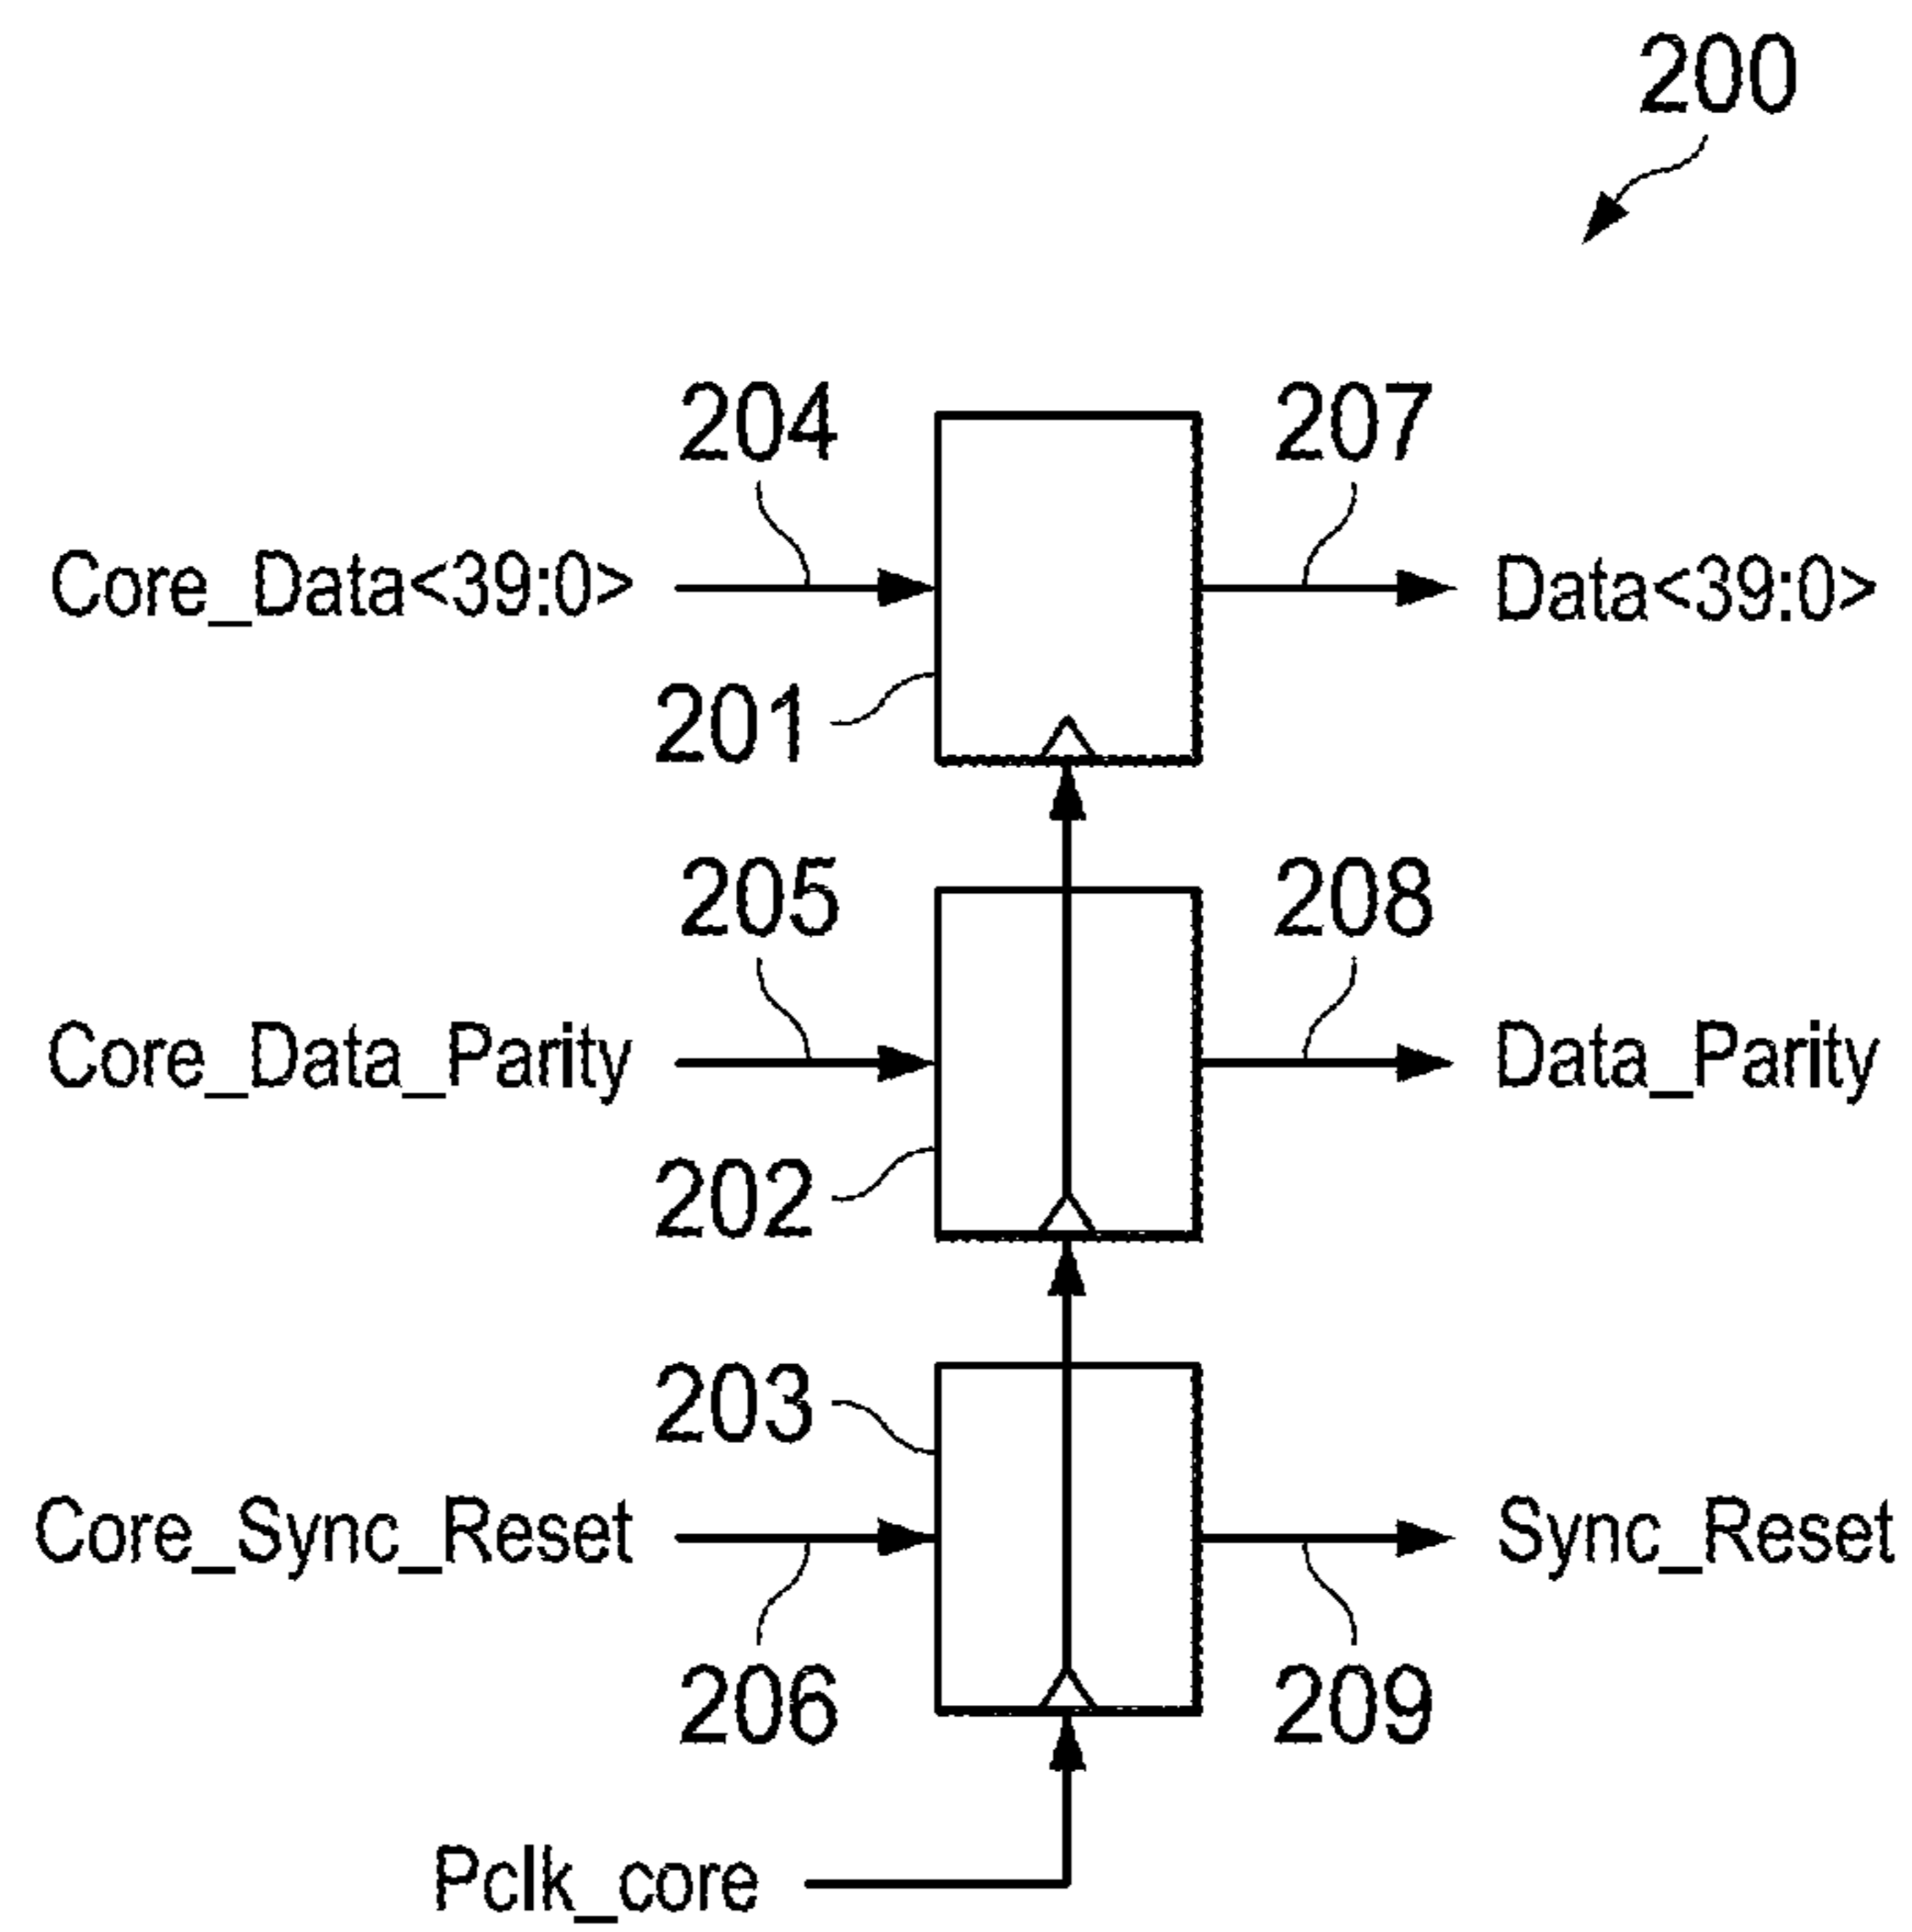 200
204
207
Core_Data<39:0>
Data<39:0>
201
205
208
Core_Data_Parity
Data_Parity
202
203
Core_Sync_Reset
Sync_Reset
206
209
Pclk_core